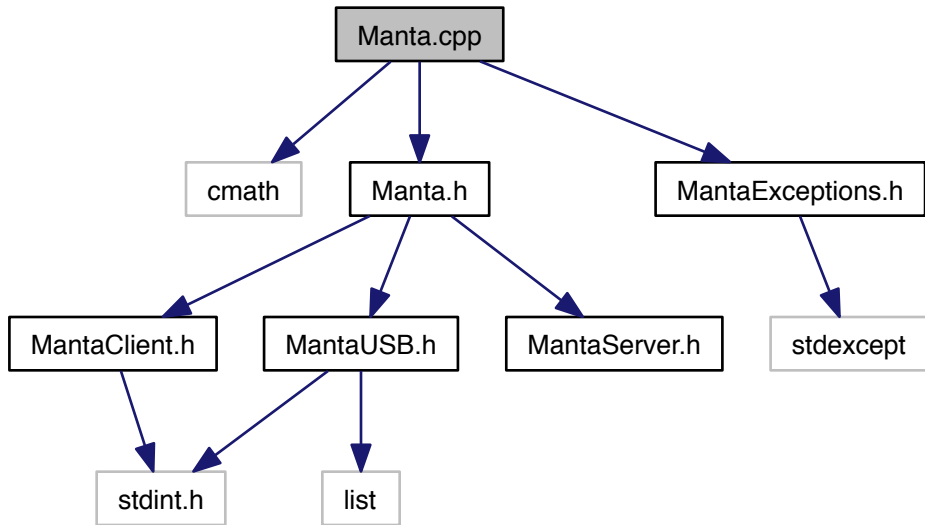 Manta.cpp
cmath
Manta.h
MantaExceptions.h
MantaClient.h
MantaUSB.h
MantaServer.h
stdexcept
stdint.h
list